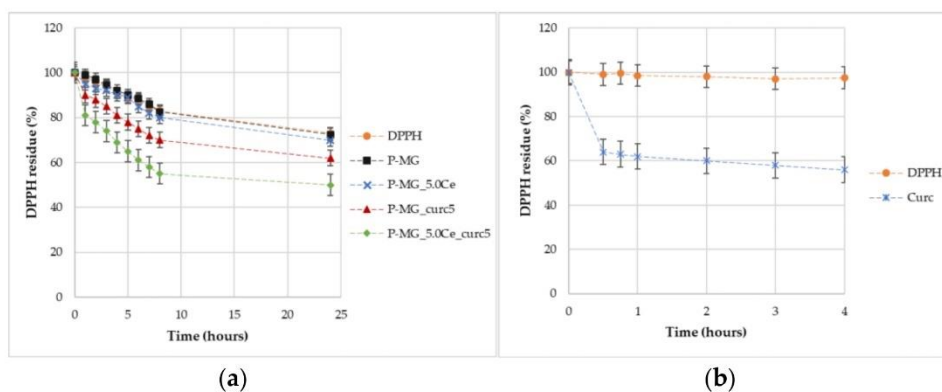 120
100
80
60
40
20
0
DPPH residue (%)
0
5
10
15
20
25
Time (hours)
DPPH
P-MG
P-MG_5.0Ce
P-MG_curc5
P-MG_5.0Ce_curc5
(a)
120
100
80
60
40
20
0
DPPH residue (%)
0
1
2
3
4
Time (hours)
DPPH
Curc
(b)